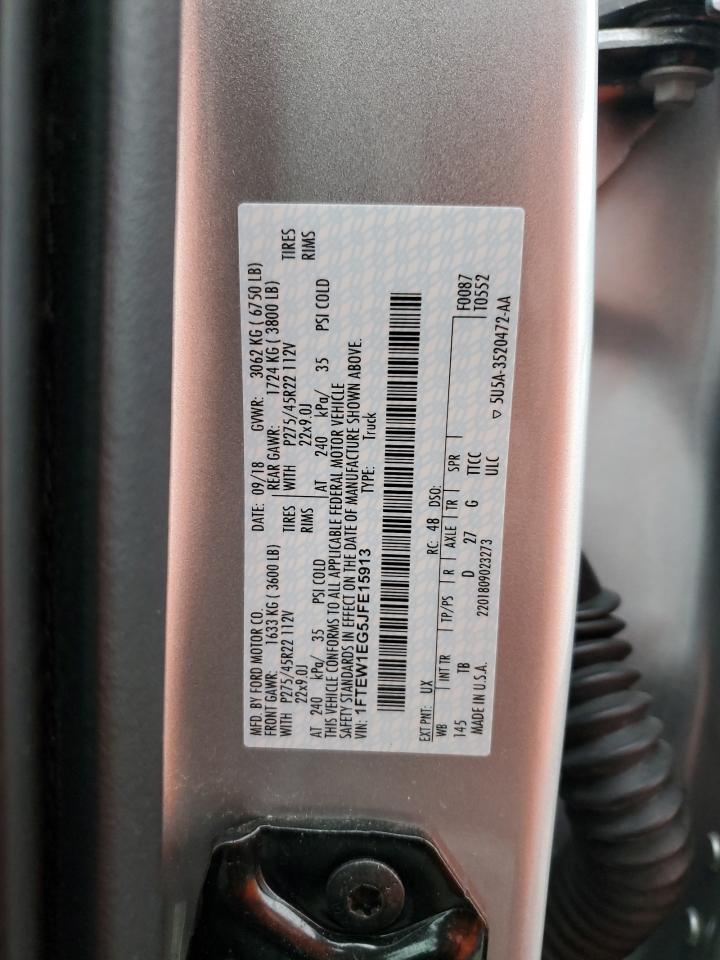 MFD. BY FORD MOTOR CO.
DATE: 09/18 GVWR: 3062 KG ( 6750 LB)
FRONT GAWR: 1633 KG ( 3600 LB)
REAR GAWR: 1724 KG ( 3800 LB)
WITH P275/45R22 112V TIRES
WITH P275/45R22 112V TIRES
22x9.0J RIMS
22x9.0J RIMS
AT 240 kPa/ 35 PSI COLD
AT 240 kPa/ 35 PSI COLD
THIS VEHICLE CONFORMS TO ALL APPLICABLE FEDERAL MOTOR VEHICLE
SAFETY STANDARDS IN EFFECT ON THE DATE OF MANUFACTURE SHOWN ABOVE.
VIN: 1FTEW1EG5JFE15913 TYPE: Truck
EXT PNT: UX RC: 48 DSO: F0087
WB INT TR TP/PS R AXLE TR SPR T0552
145 TB D 27 G TTCC
MADE IN U.S.A. 2201809023273 ULC ▽ 5U5A-3520472-AA